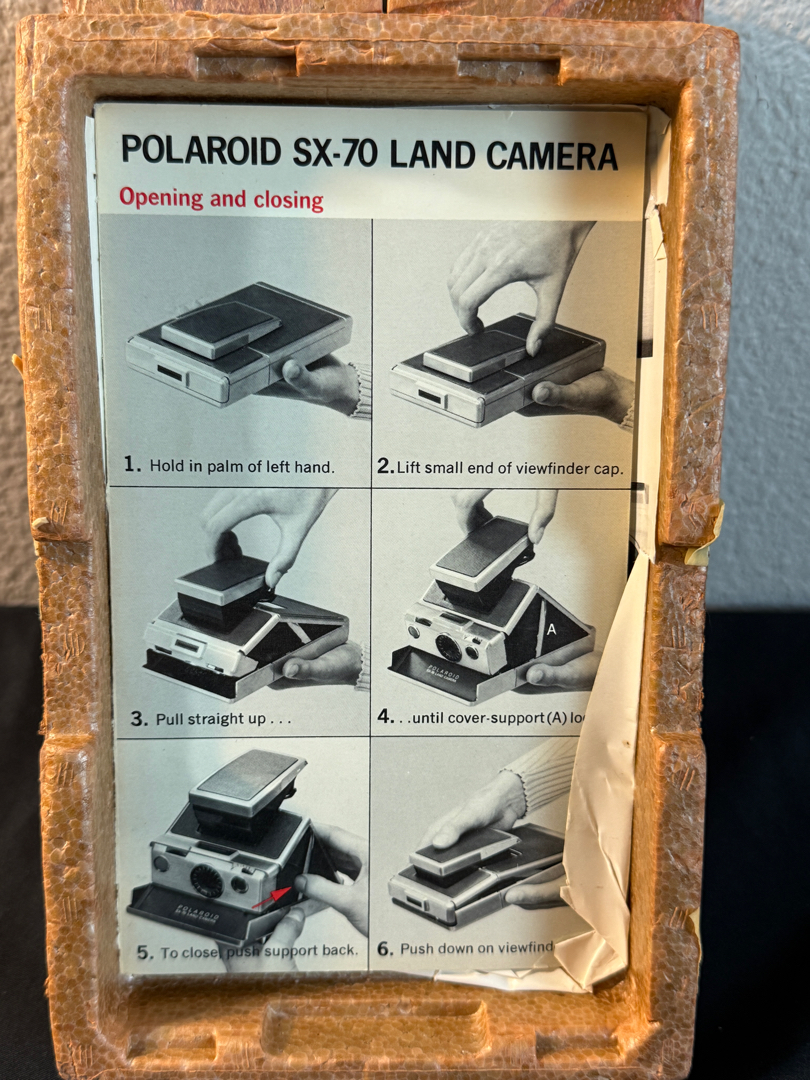 POLAROID SX-70 LAND CAMERA
Opening and closing
1. Hold in palm of left hand.
2. Lift small end of viewfinder cap.
3. Pull straight up . . .
A
POLAROID
4. . .until cover-support (A)
POLAROID
5. To close, push support back.
6. Push down on